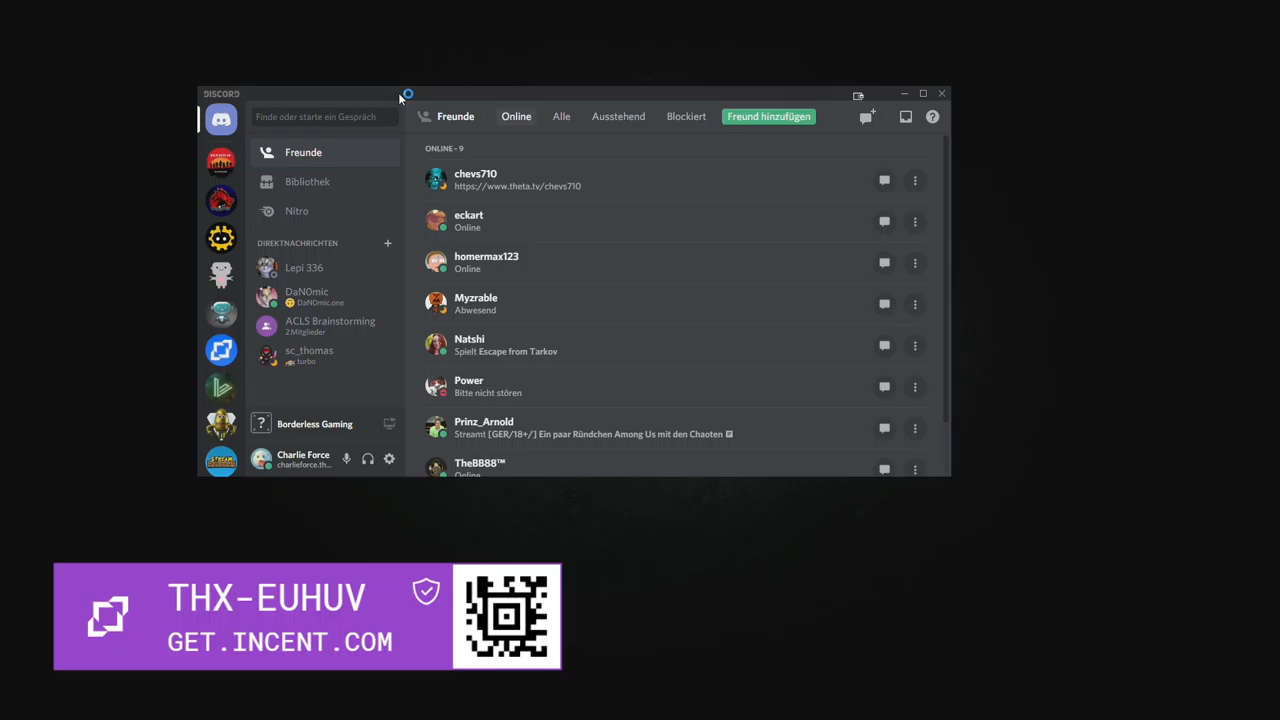 DISCORD
Finde oder starte ein Gespräch
Freunde
Online
Alle
Ausstehend
Blockiert
Freund hinzufügen
Freunde
Bibliothek
Nitro
DIREKTNACHRICHTEN
Lepi 336
DaN0mic
DaN0mic.one
ACLS Brainstorming
2 Mitglieder
sc_thomas
turbo
Borderless Gaming
Charlie Force
charlieforce.th...
ONLINE – 9
chevs710
https://www.theta.tv/chevs710
eckart
Online
homermax123
Online
Myzrable
Abwesend
Natshi
Spielt Escape from Tarkov
Power
Bitte nicht stören
Prinz_Arnold
Streamt [GER/18+/] Ein paar Ründchen Among Us mit den Chaoten
TheBB88™
Online
THX-EUHUV
GET.INCENT.COM